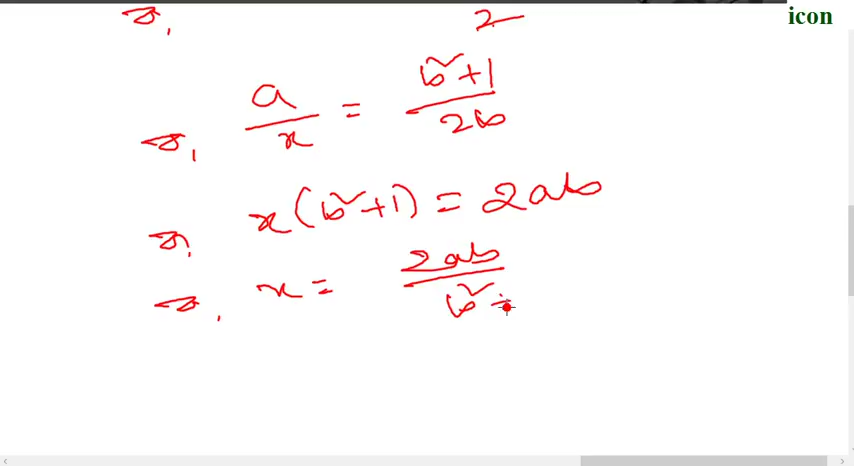 icon
বা, 2
বা, a/x = b²+1/2b
বা, x(b²+1) = 2ab
বা, x = 2ab/b²